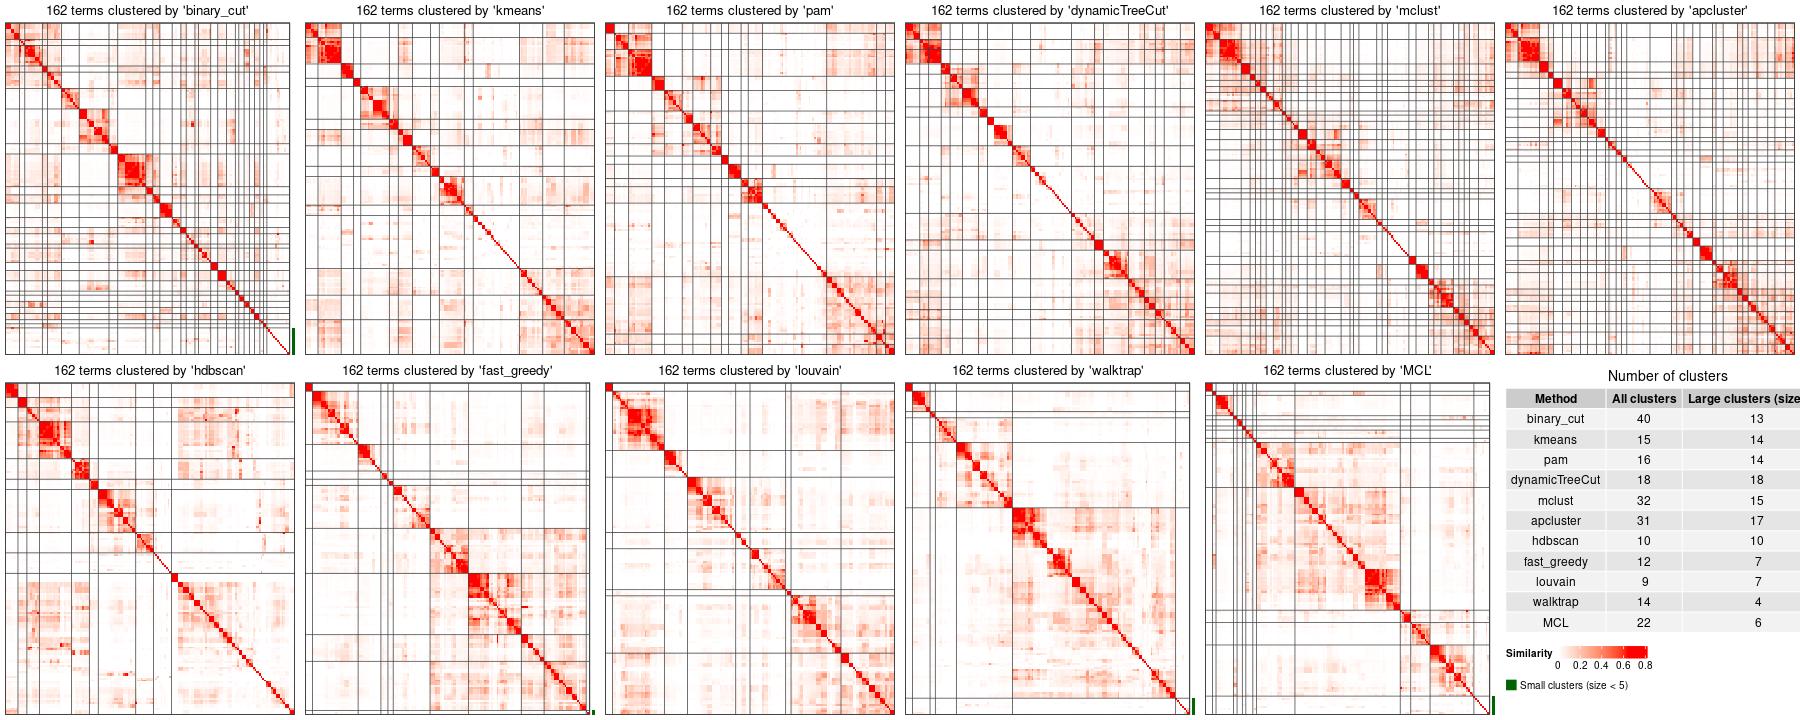 162 terms clustered by 'binary_cut'
162 terms clustered by 'kmeans'
162 terms clustered by 'pam'
162 terms clustered by 'dynamicTreeCut'
162 terms clustered by 'mclust'
162 terms clustered by 'apcluster'
162 terms clustered by 'hdbscan'
162 terms clustered by 'fast_greedy'
162 terms clustered by 'louvain'
162 terms clustered by 'walktrap'
162 terms clustered by 'MCL'
Number of clusters
Method All clusters Large clusters (size
binary_cut 40 13
kmeans 15 14
pam 16 14
dynamicTreeCut 18 18
mclust 32 15
apcluster 31 17
hdbscan 10 10
fast_greedy 12 7
louvain 9 7
walktrap 14 4
MCL 22 6
Similarity
0 0.2 0.4 0.6 0.8
Small clusters (size < 5)